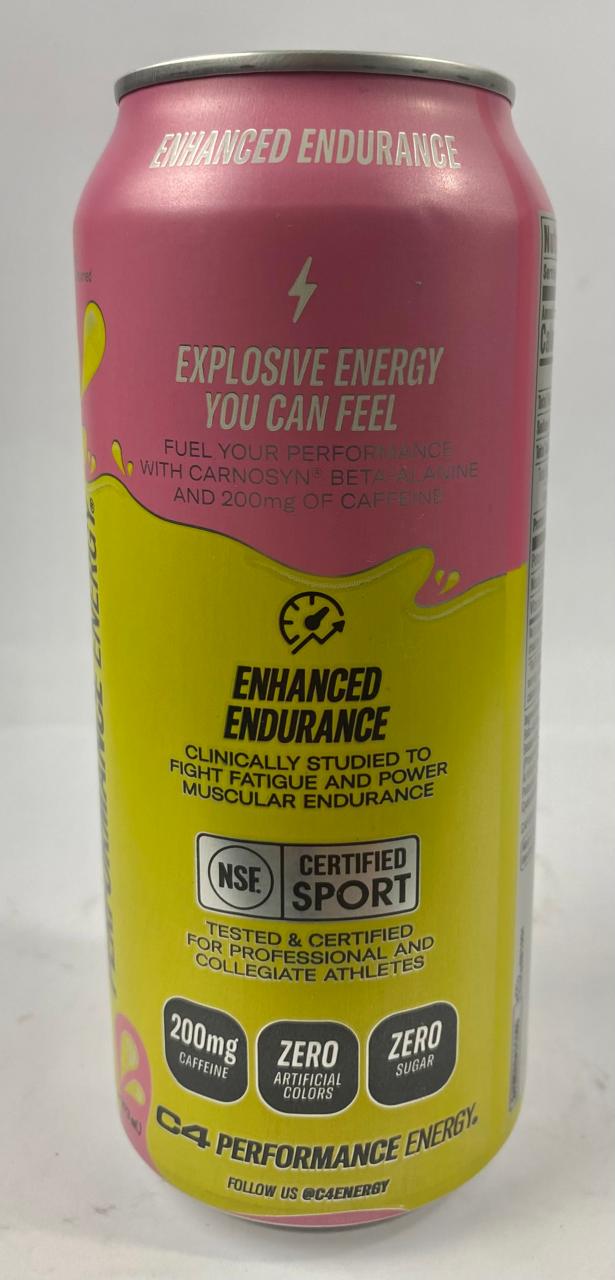 ENHANCED ENDURANCE
EXPLOSIVE ENERGY
YOU CAN FEEL
FUEL YOUR PERFORMANCE
WITH CARNOSYN® BETA-ALANINE
AND 200mg OF CAFFEINE
ENHANCED
ENDURANCE
CLINICALLY STUDIED TO
FIGHT FATIGUE AND POWER
MUSCULAR ENDURANCE
NSF.
CERTIFIED
SPORT
TESTED & CERTIFIED
FOR PROFESSIONAL AND
COLLEGIATE ATHLETES
200mg
CAFFEINE
ZERO
ARTIFICIAL
COLORS
ZERO
SUGAR
C4 PERFORMANCE ENERGY®
FOLLOW US @C4ENERGY
PERFORMANCE ENERGY®